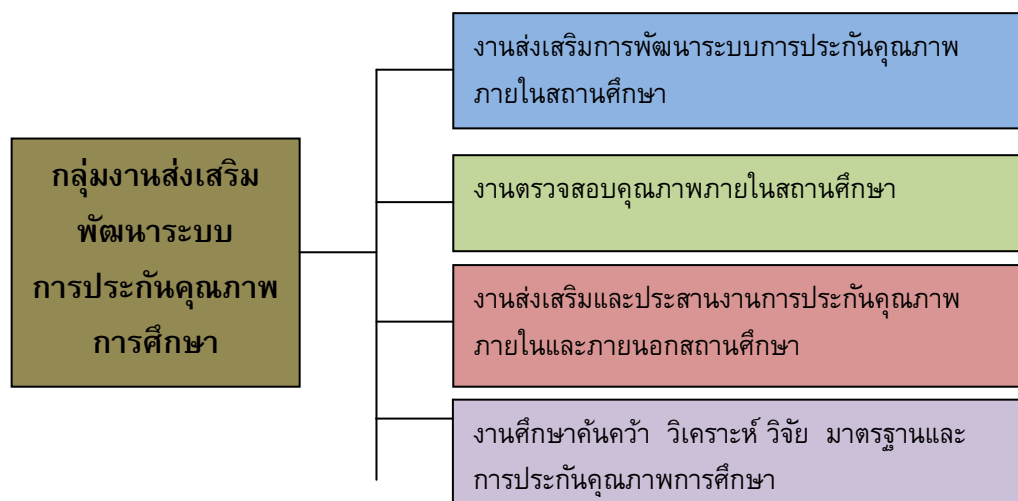 กลุ่มงานส่งเสริม
พัฒนาระบบ
การประกันคุณภาพ
การศึกษา
งานส่งเสริมการพัฒนาระบบการประกันคุณภาพ
ภายในสถานศึกษา
งานตรวจสอบคุณภาพภายในสถานศึกษา
งานส่งเสริมและประสานงานการประกันคุณภาพ
ภายในและภายนอกสถานศึกษา
งานศึกษาค้นคว้า วิเคราะห์ วิจัย มาตรฐานและ
การประกันคุณภาพการศึกษา